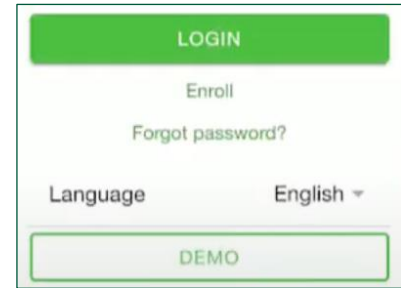 LOGIN
Enroll
Forgot password?
Language English
DEMO